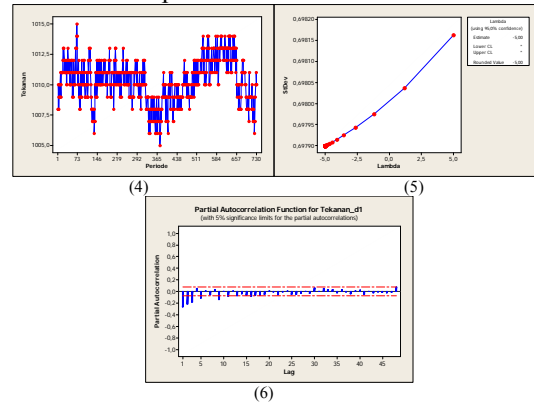 1015,0
1012,5
1010,0
1007,5
1005,0
Tekanan
1 73 146 219 292 365 438 511 584 657 730
Periode
(4)
0,69820
0,69815
0,69810
0,69800
0,69790
StDev
-5,0 -2,5 0,0 2,5 5,0
Lambda
Lambda
(using 95,0% confidence)
Estimate -5,00
Lower CL *
Upper CL *
Bounded Value -5,00
(5)
Partial Autocorrelation Function for Tekanan_d1
(with 5% significance limits for the partial autocorrelations)
1,0
0,8
0,6
0,4
0,2
0,0
-0,2
-0,4
-0,6
-0,8
-1,0
Partial Autocorrelation
1 5 10 15 20 25 30 35 40 45
Lag
(6)